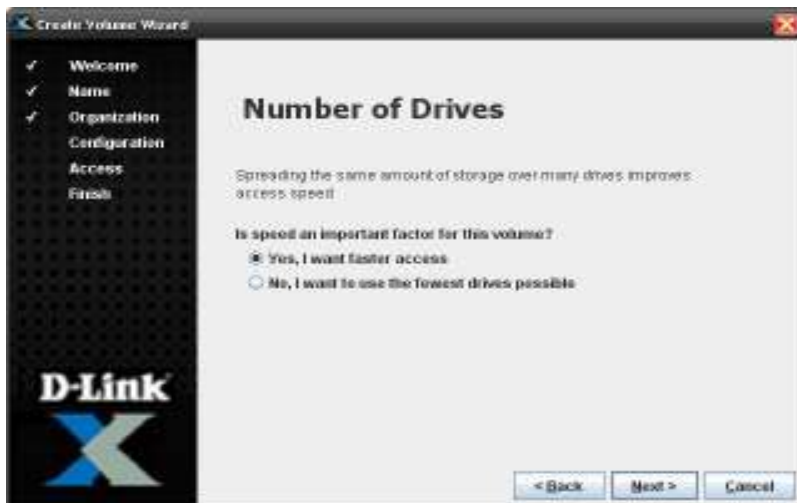 Create Volume Wizard
Welcome
Name
Organization
Configuration
Access
Finish
Number of Drives
Spreading the same amount of storage over many drives improves
access speed
Is speed an important factor for this volume?
Yes, I want faster access
No, I want to use the fewest drives possible
D-Link
< Back
Next >
Cancel